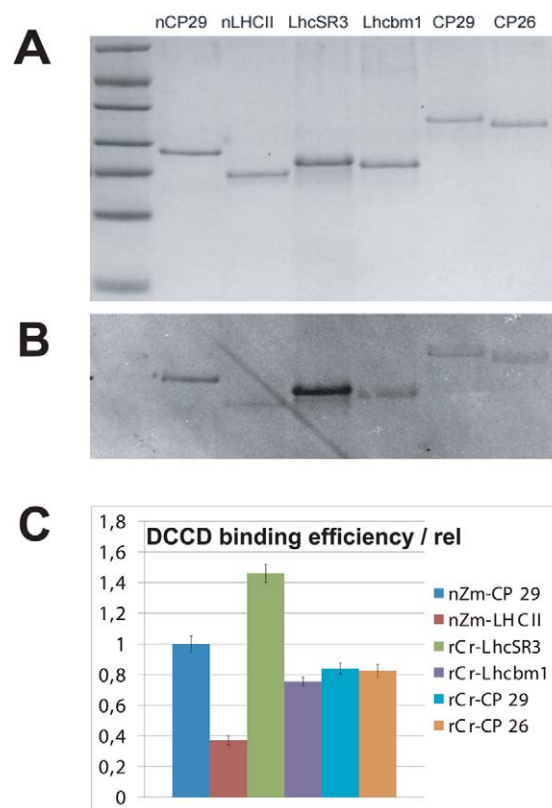 A
nCP29 nLHCII LhcSR3 Lhcbm1 CP29 CP26
B
C
DCCD binding efficiency / rel
1,8
1,6
1,4
1,2
1
0,8
0,6
0,4
0,2
0
nZm-CP 29
nZm-LHC II
rCr-LhcSR3
rCr-Lhcbm1
rCr-CP 29
rCr-CP 26